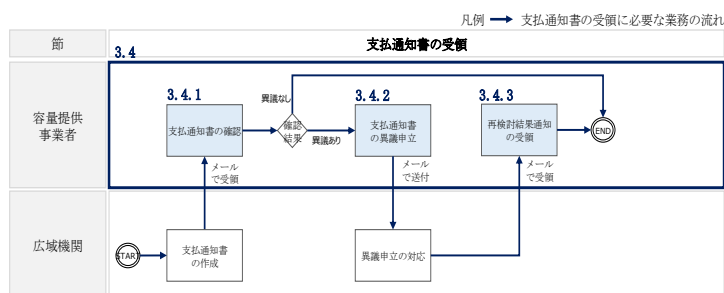 凡例 支払通知書の受領に必要な業務の流れ
節
支払通知書の受領
3.4
容量提供
事業者
3.4.1
支払通知書の確認
異議なし
確認
結果
異議あり
3.4.2
支払通知書
の異議申立
3.4.3
再検討結果通知
の受領
END
メール
で受領
メール
で送付
メール
で受領
広域機関
START
支払通知書
の作成
異議申立の対応